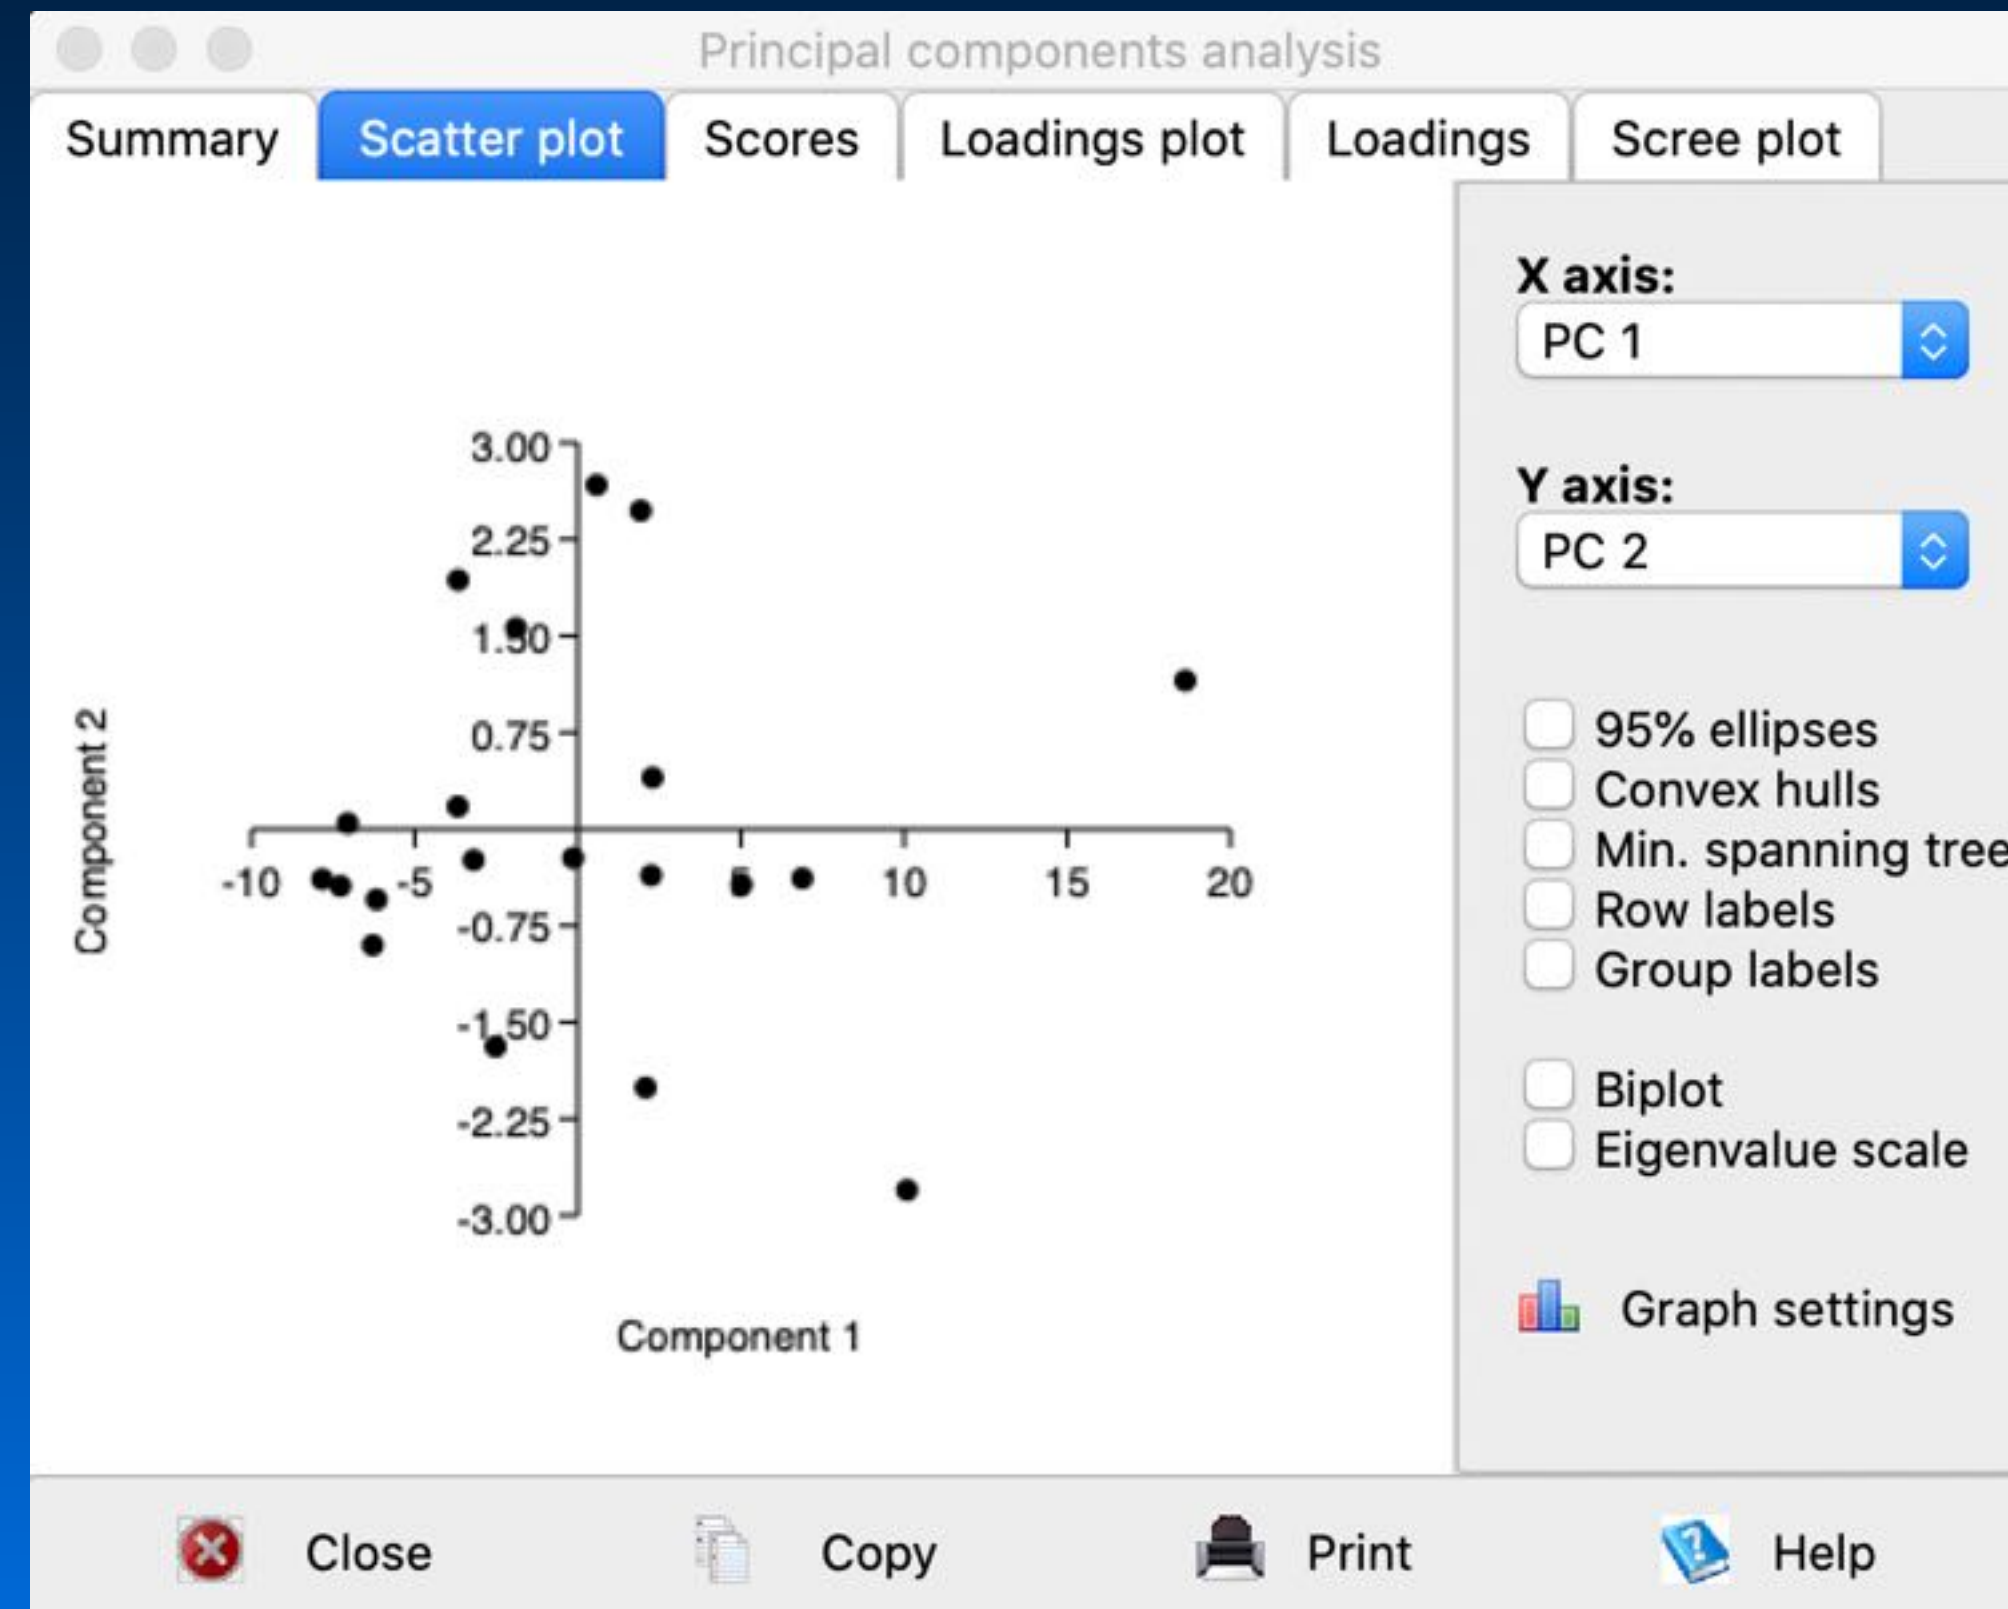 Principal components analysis
Summary Scatter plot Scores Loadings plot Loadings Scree plot
X axis:
PC 1
Y axis:
PC 2
3.00
2.25
1.50
0.75
-10 -5 5 10 15 20
-0.75
-1.50
-2.25
-3.00
Component 2
Component 1
95% ellipses
Convex hulls
Min. spanning tree
Row labels
Group labels
Biplot
Eigenvalue scale
Graph settings
Close Copy Print Help